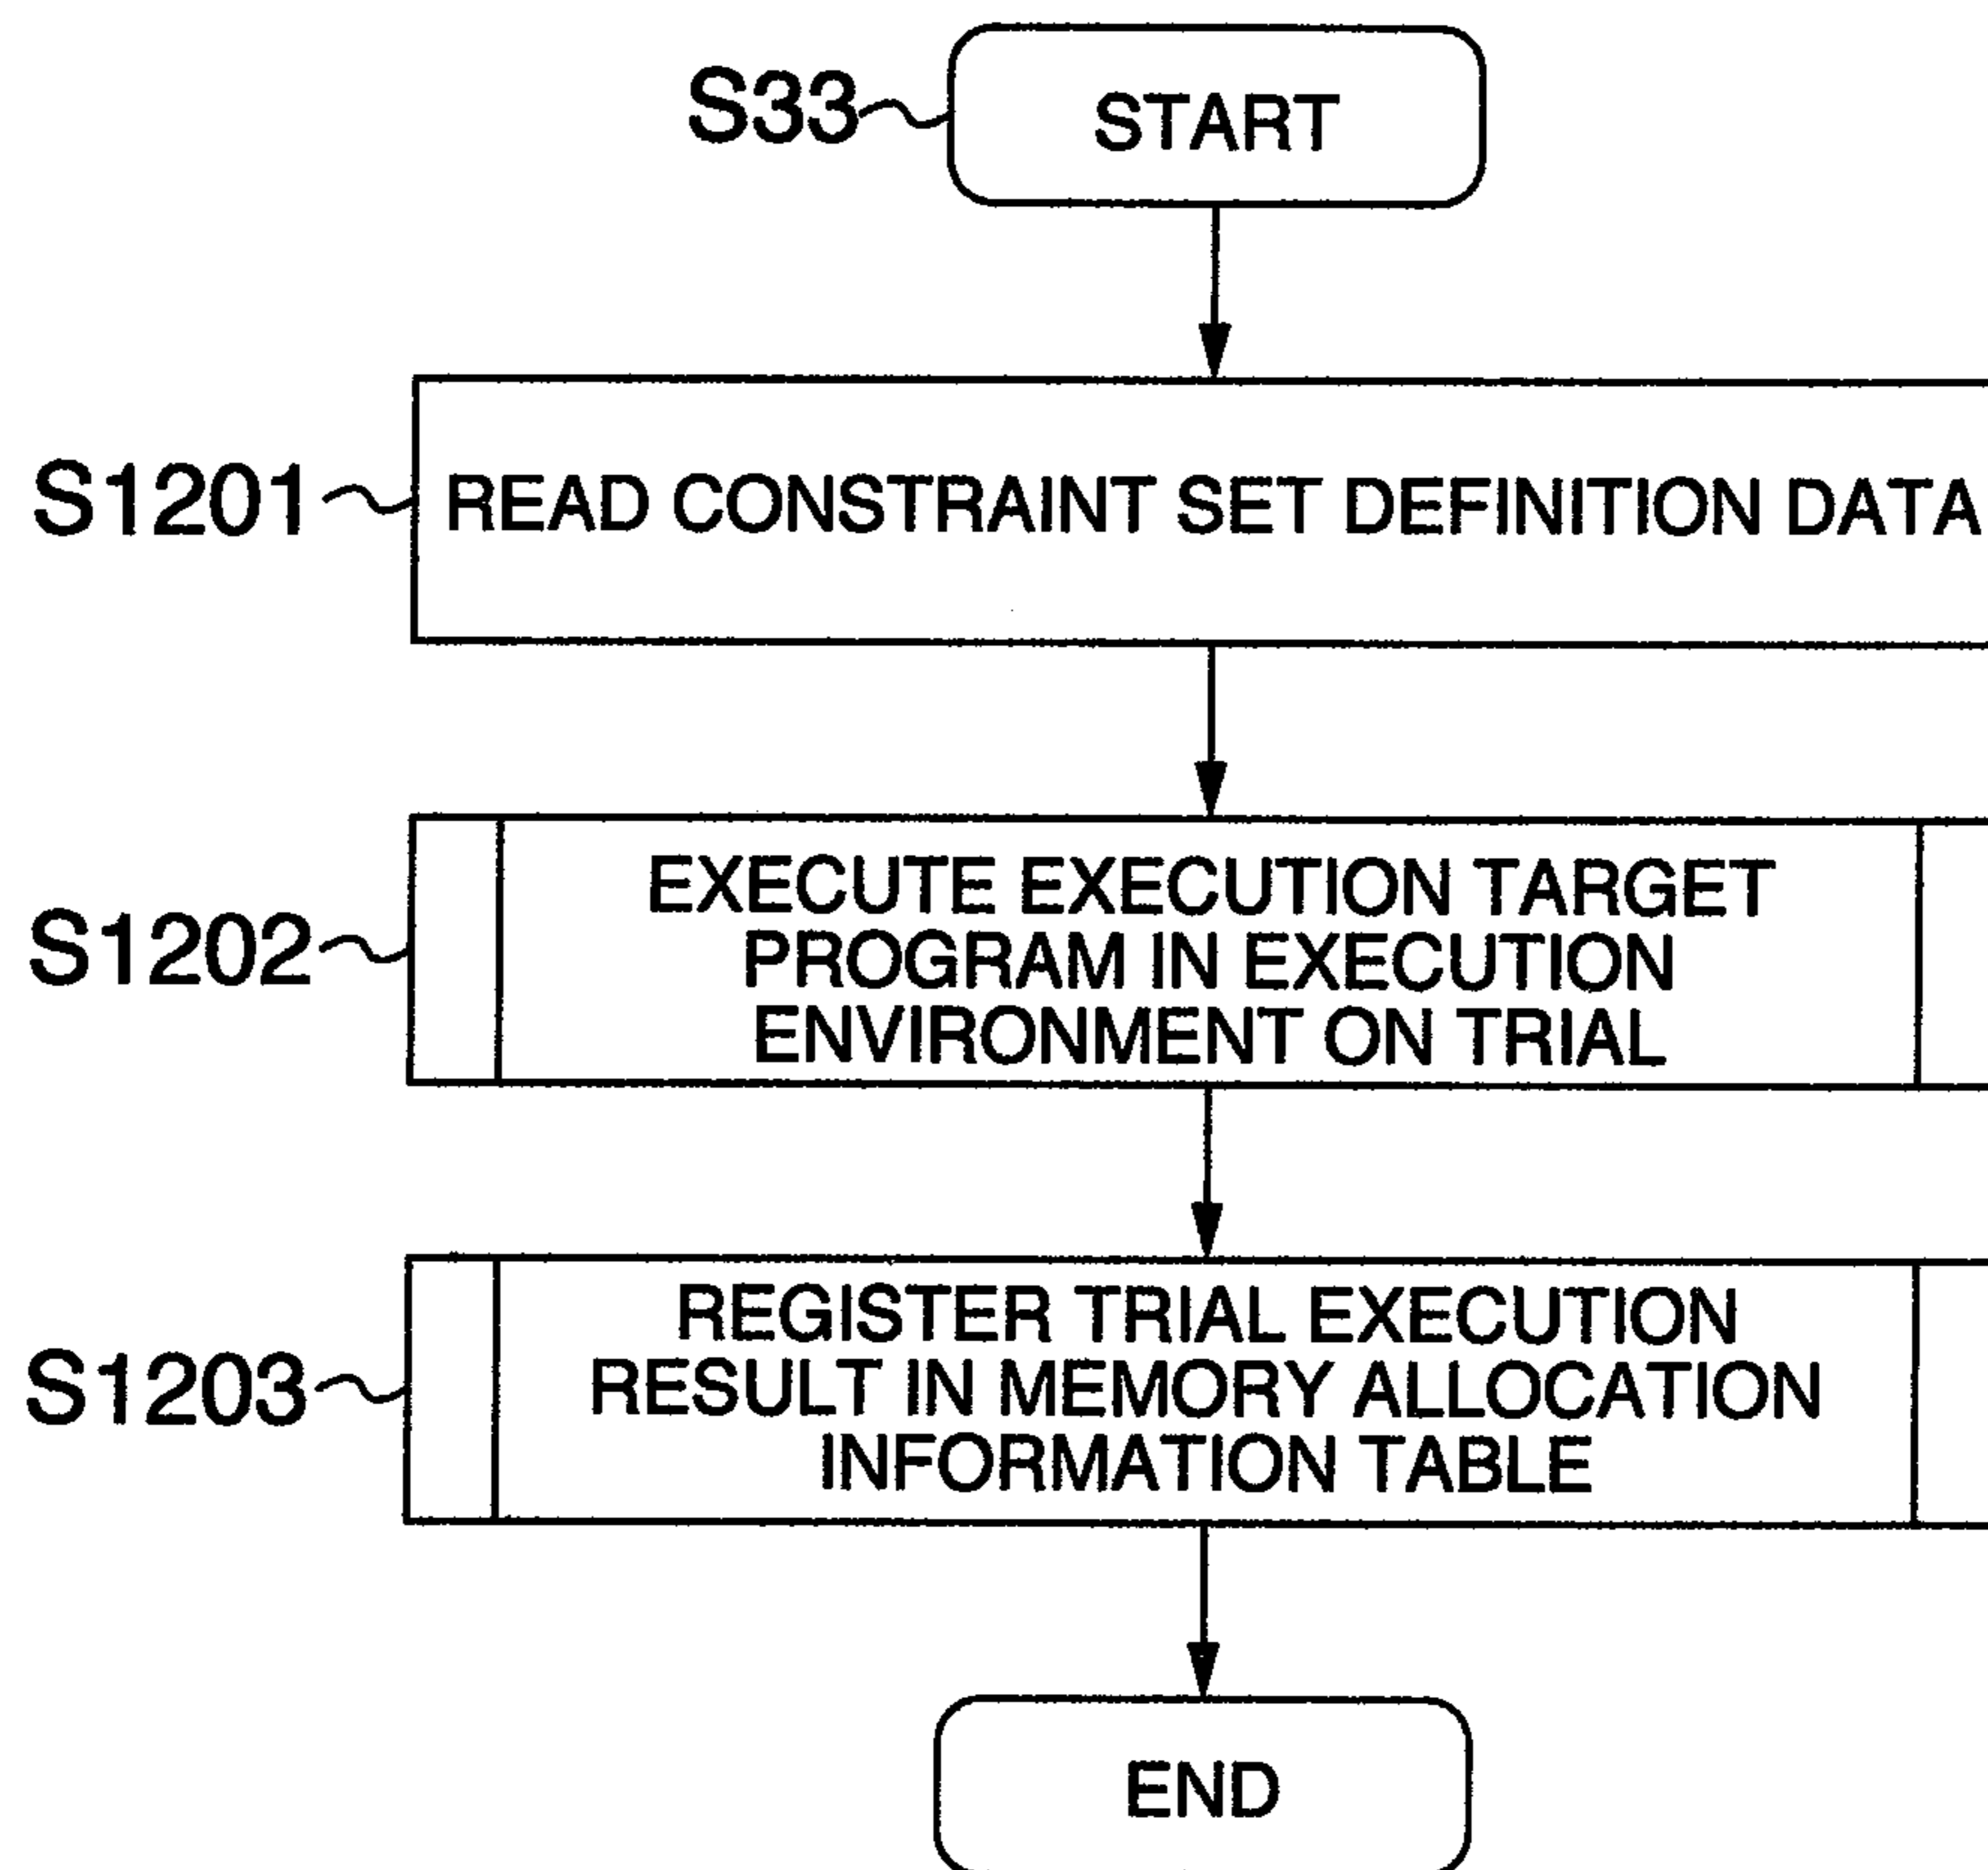 S33
START
S1201
READ CONSTRAINT SET DEFINITION DATA
S1202
EXECUTE EXECUTION TARGET
PROGRAM IN EXECUTION
ENVIRONMENT ON TRIAL
S1203
REGISTER TRIAL EXECUTION
RESULT IN MEMORY ALLOCATION
INFORMATION TABLE
END